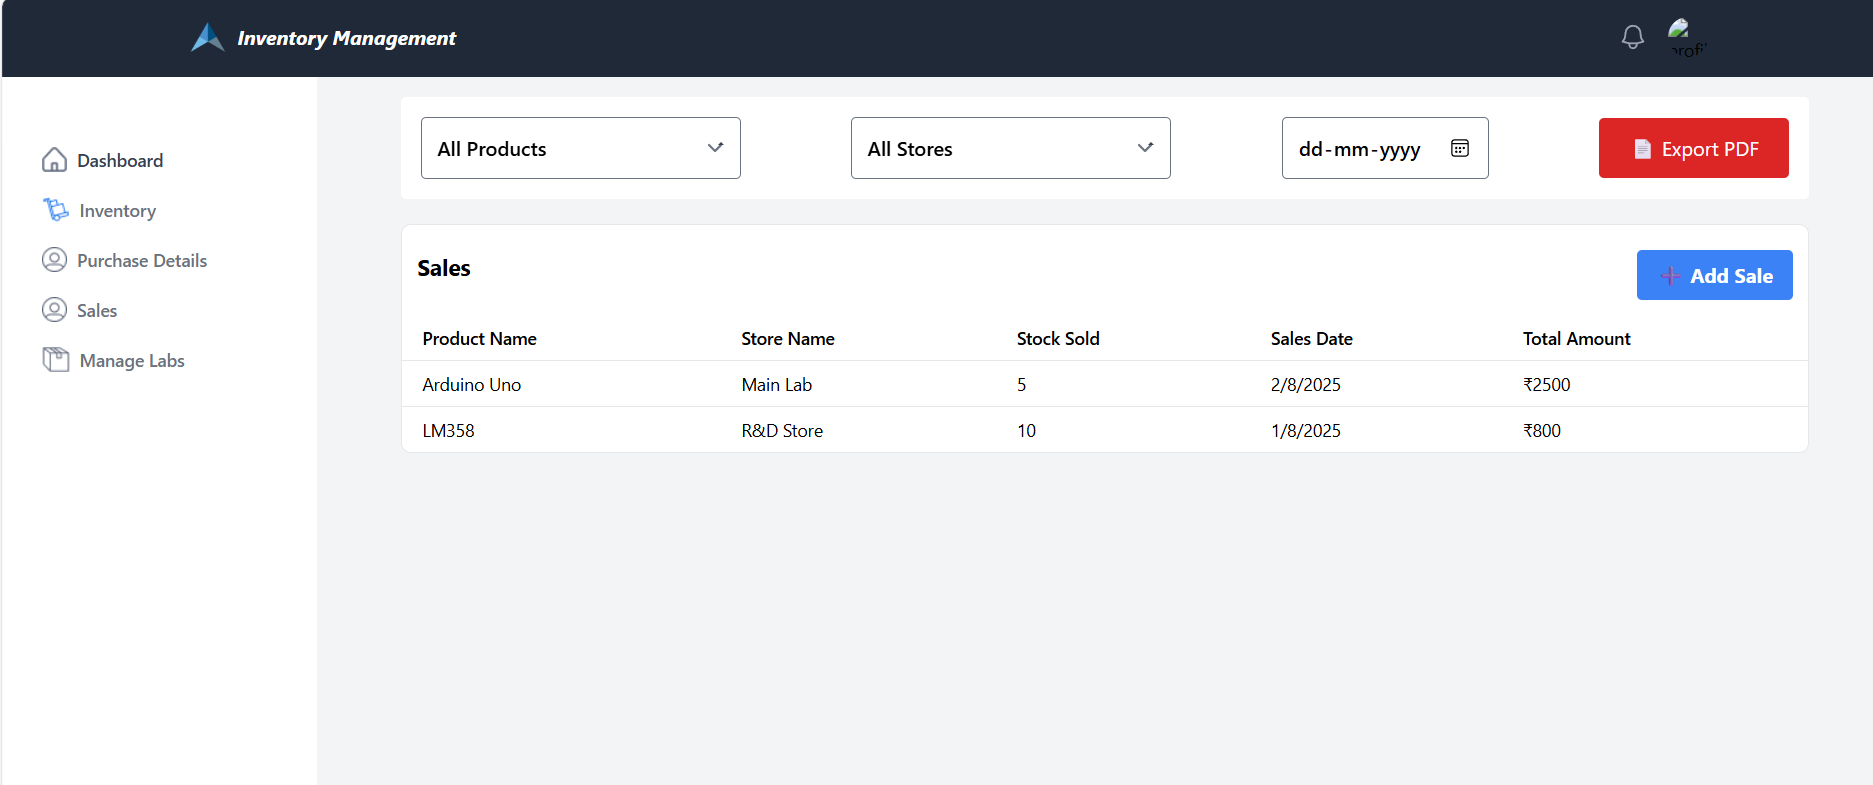 Inventory Management
profi
Dashboard
Inventory
Purchase Details
Sales
Manage Labs
All Products
All Stores
dd-mm-yyyy
Export PDF
Sales
Add Sale
Product Name Store Name Stock Sold Sales Date Total Amount
Arduino Uno Main Lab 5 2/8/2025 ₹2500
LM358 R&D Store 10 1/8/2025 ₹800